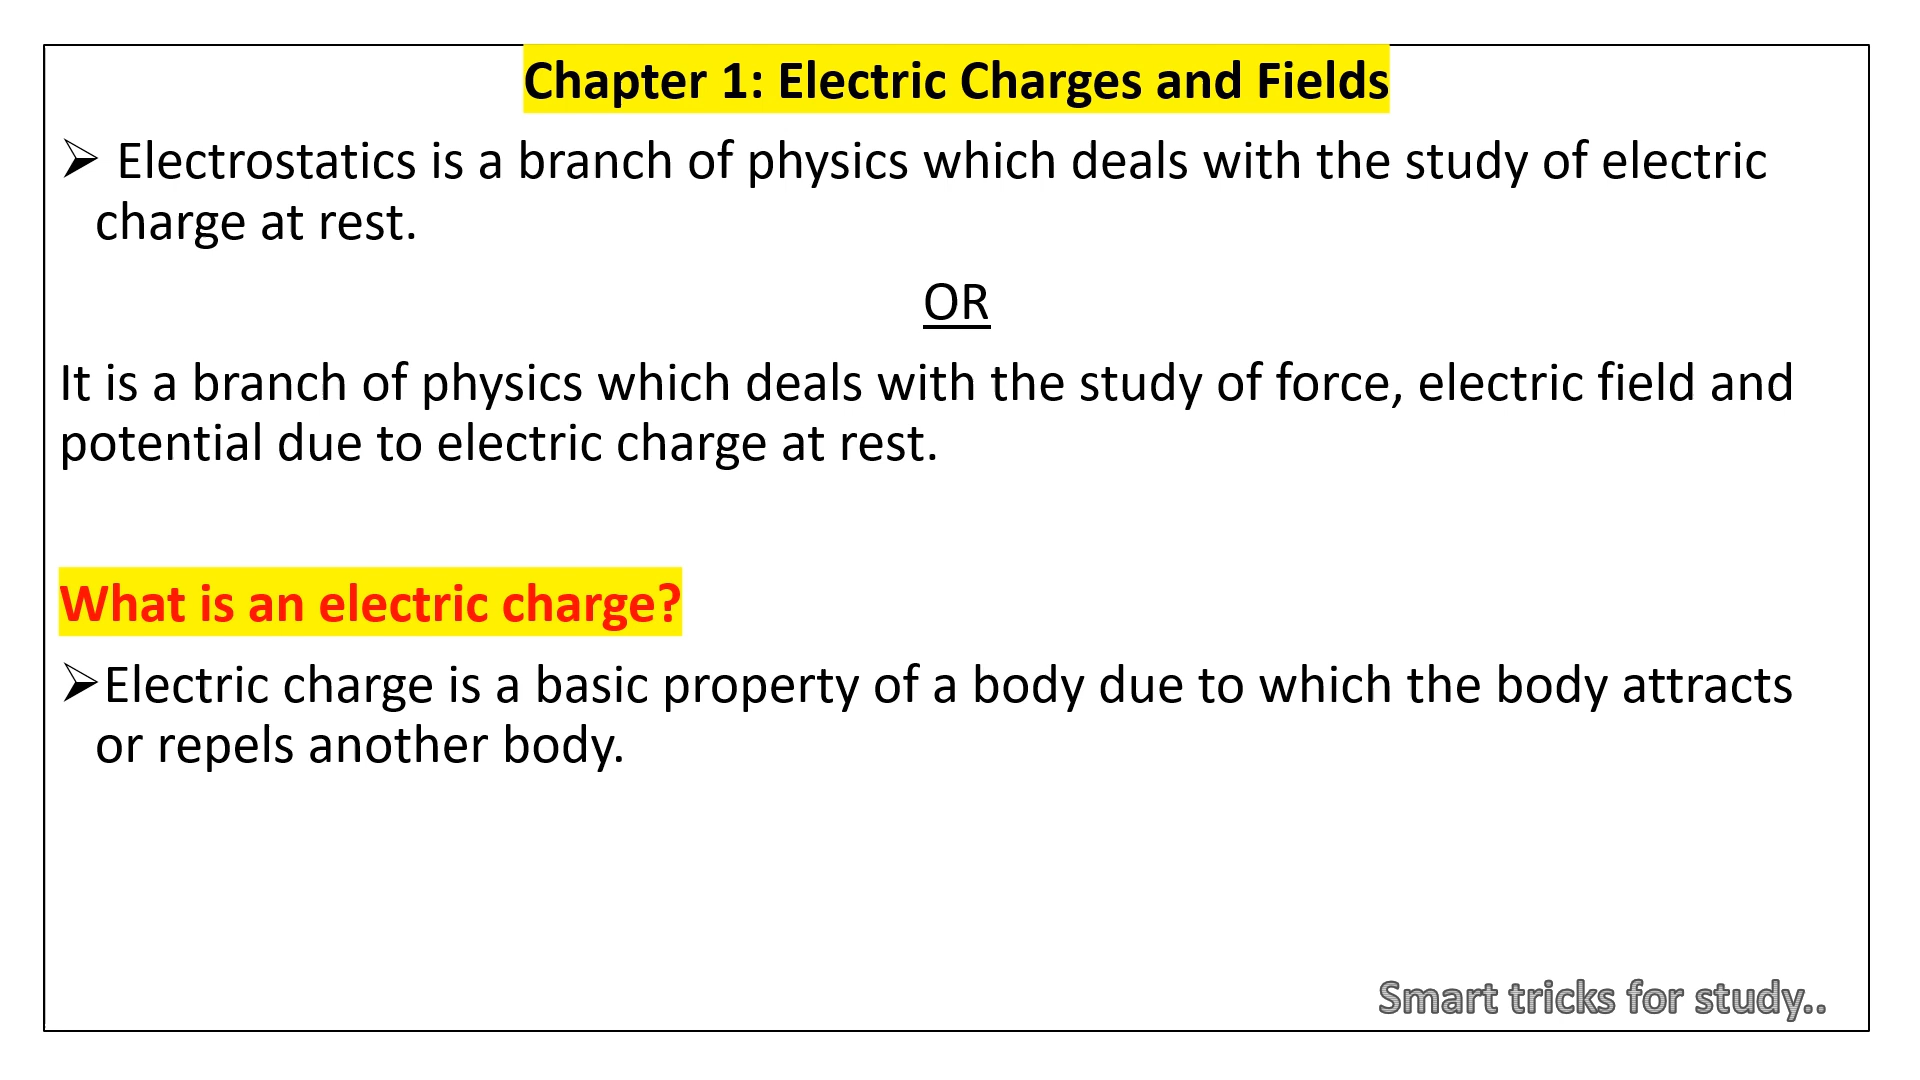 Chapter 1: Electric Charges and Fields
➢ Electrostatics is a branch of physics which deals with the study of electric
charge at rest.
OR
It is a branch of physics which deals with the study of force, electric field and
potential due to electric charge at rest.
What is an electric charge?
➢Electric charge is a basic property of a body due to which the body attracts
or repels another body.
Smart tricks for study..